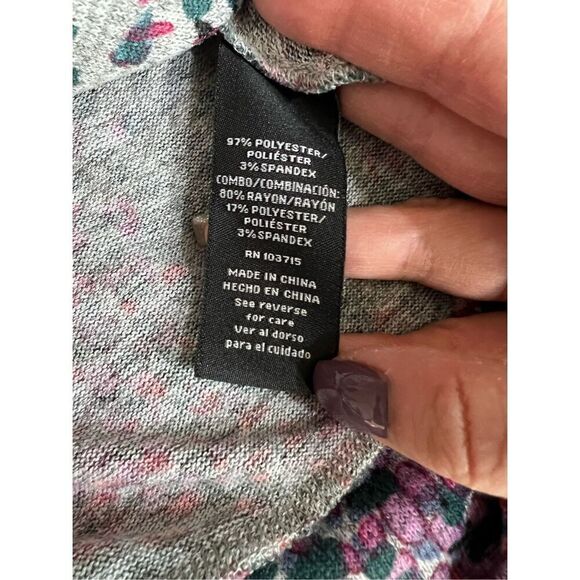 97% POLYESTER/
POLIÉSTER
3% SPANDEX
COMBO/COMBINACIÓN:
80% RAYON/RAYÓN
17% POLYESTER/
POLIÉSTER
3% SPANDEX
RN 103715
MADE IN CHINA
HECHO EN CHINA
See reverse
for care
Ver al dorso
para el cuidado